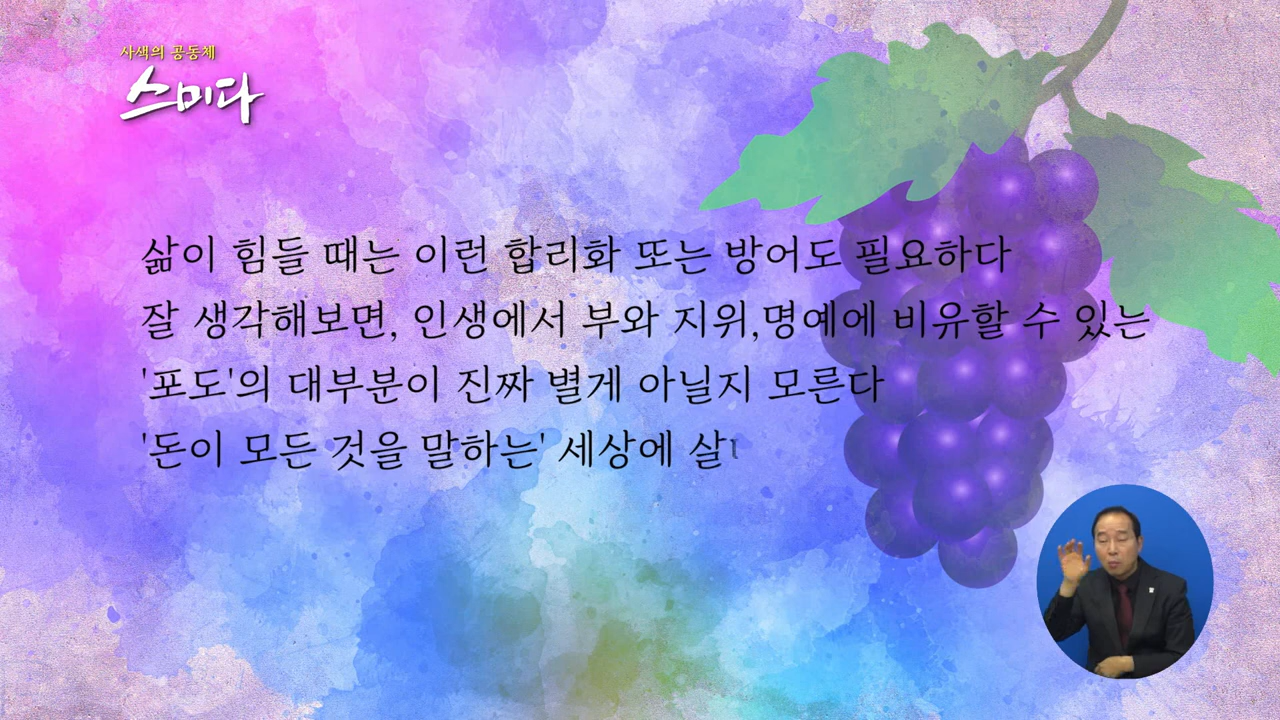 사색의 공동체
스미다
삶이 힘들 때는 이런 합리화 또는 방어도 필요하다
잘 생각해보면, 인생에서 부와 지위,명예에 비유할 수 있는
'포도'의 대부분이 진짜 별게 아닐지 모른다
'돈이 모든 것을 말하는' 세상에 살